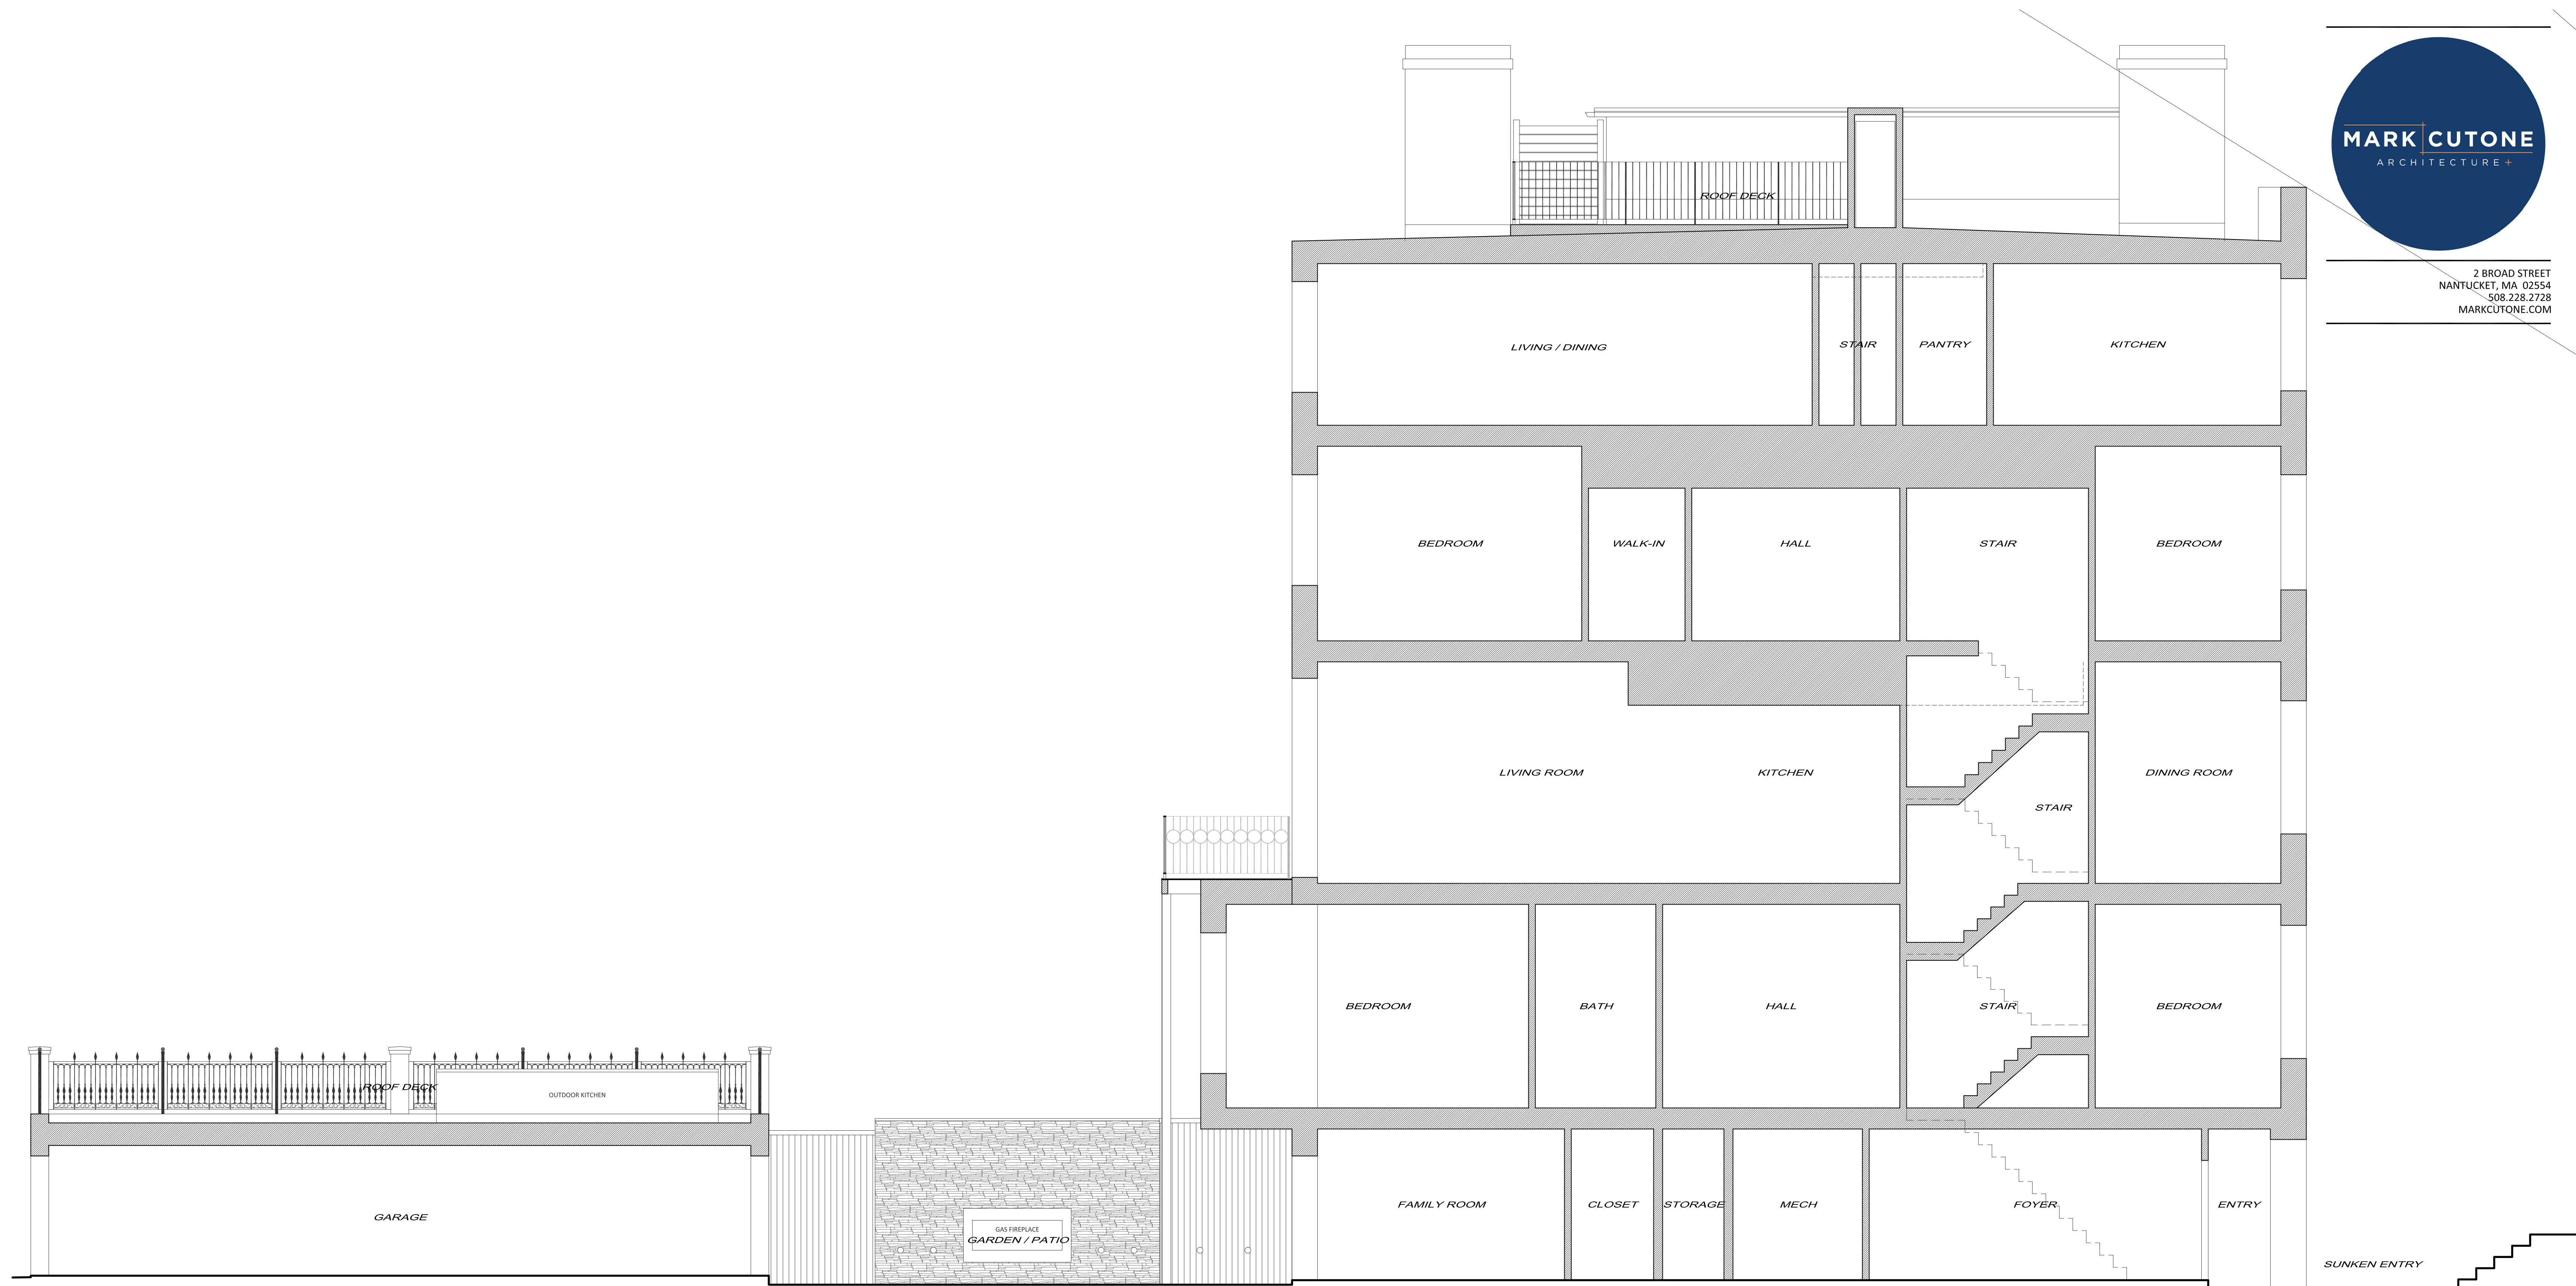 MARK CUTONE
ARCHITECTURE+
2 BROAD STREET
NANTUCKET, MA 02554
508.228.2728
MARKCUTONE.COM
ROOF DECK
LIVING / DINING
STAIR
PANTRY
KITCHEN
BEDROOM
WALK-IN
HALL
STAIR
BEDROOM
LIVING ROOM
KITCHEN
STAIR
DINING ROOM
BEDROOM
BATH
HALL
STAIR
BEDROOM
ROOF DECK
OUTDOOR KITCHEN
GARAGE
GAS FIREPLACE
GARDEN / PATIO
FAMILY ROOM
CLOSET
STORAGE
MECH
FOYER
ENTRY
SUNKEN ENTRY